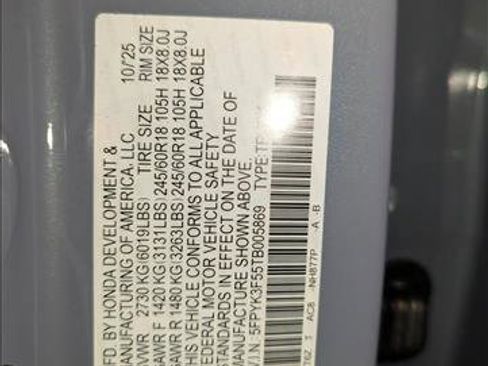 MFD. BY HONDA DEVELOPMENT & 10/25
MANUFACTURING OF AMERICA, LLC
GVWR 2730 KG(6019LBS) TIRE SIZE RIM SIZE
GAWR F 1420 KG(3131LBS) 245/60R18 105H 18X8.0J
GAWR R 1480 KG(3263LBS) 245/60R18 105H 18X8.0J
THIS VEHICLE CONFORMS TO ALL APPLICABLE
FEDERAL MOTOR VEHICLE SAFETY
STANDARDS IN EFFECT ON THE DATE OF
MANUFACTURE SHOWN ABOVE.
V.I.N: 5FPYK3F55TB005869 TYPE:
T6Z T AC8 NH877P A -B